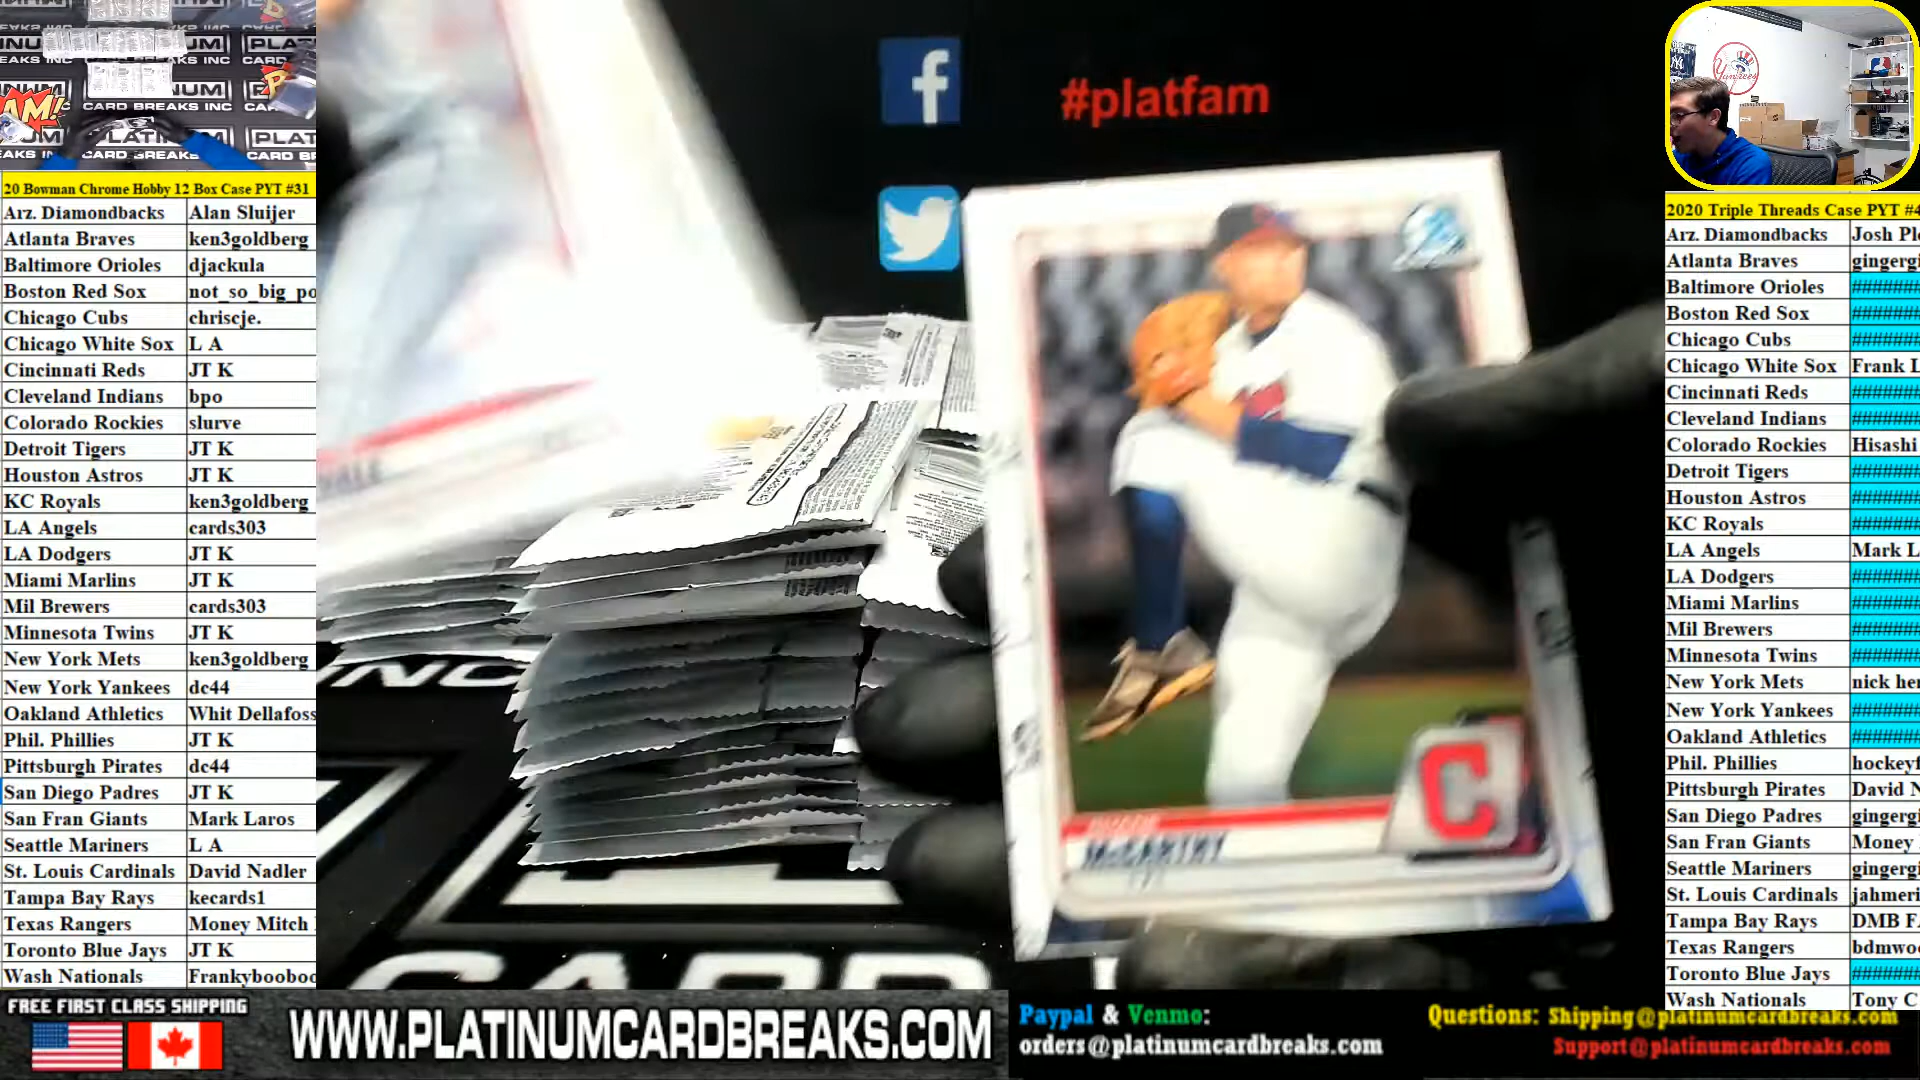 20 Bowman Chrome Hobby 12 Box Case PYT #31
Arz. Diamondbacks Alan Sluijer
Atlanta Braves ken3goldberg
Baltimore Orioles djackula
Boston Red Sox not_so_big_po
Chicago Cubs chriscje.
Chicago White Sox L A
Cincinnati Reds JT K
Cleveland Indians bpo
Colorado Rockies slurve
Detroit Tigers JT K
Houston Astros JT K
KC Royals ken3goldberg
LA Angels cards303
LA Dodgers JT K
Miami Marlins JT K
Mil Brewers cards303
Minnesota Twins JT K
New York Mets ken3goldberg
New York Yankees dc44
Oakland Athletics Whit Dellafoss
Phil. Phillies JT K
Pittsburgh Pirates dc44
San Diego Padres JT K
San Fran Giants Mark Laros
Seattle Mariners L A
St. Louis Cardinals David Nadler
Tampa Bay Rays kecards1
Texas Rangers Money Mitch
Toronto Blue Jays JT K
Wash Nationals Frankybooboo
#platfam
McCARTHY
C
CARD
2020 Triple Threads Case PYT #4
Arz. Diamondbacks Josh Pl
Atlanta Braves gingergi
Baltimore Orioles #######
Boston Red Sox #######
Chicago Cubs #######
Chicago White Sox Frank L
Cincinnati Reds #######
Cleveland Indians #######
Colorado Rockies Hisashi
Detroit Tigers #######
Houston Astros #######
KC Royals #######
LA Angels Mark L
LA Dodgers #######
Miami Marlins #######
Mil Brewers #######
Minnesota Twins #######
New York Mets nick her
New York Yankees #######
Oakland Athletics #######
Phil. Phillies hockeyf
Pittsburgh Pirates David N
San Diego Padres gingergi
San Fran Giants Money
Seattle Mariners gingergi
St. Louis Cardinals jahmeri
Tampa Bay Rays DMB F
Texas Rangers bdmwoo
Toronto Blue Jays #######
Wash Nationals Tony C
FREE FIRST CLASS SHIPPING
WWW.PLATINUMCARDBREAKS.COM
Paypal & Venmo:
orders@platinumcardbreaks.com
Questions: Shipping@platinumcardbreaks.com
Support@platinumcardbreaks.com